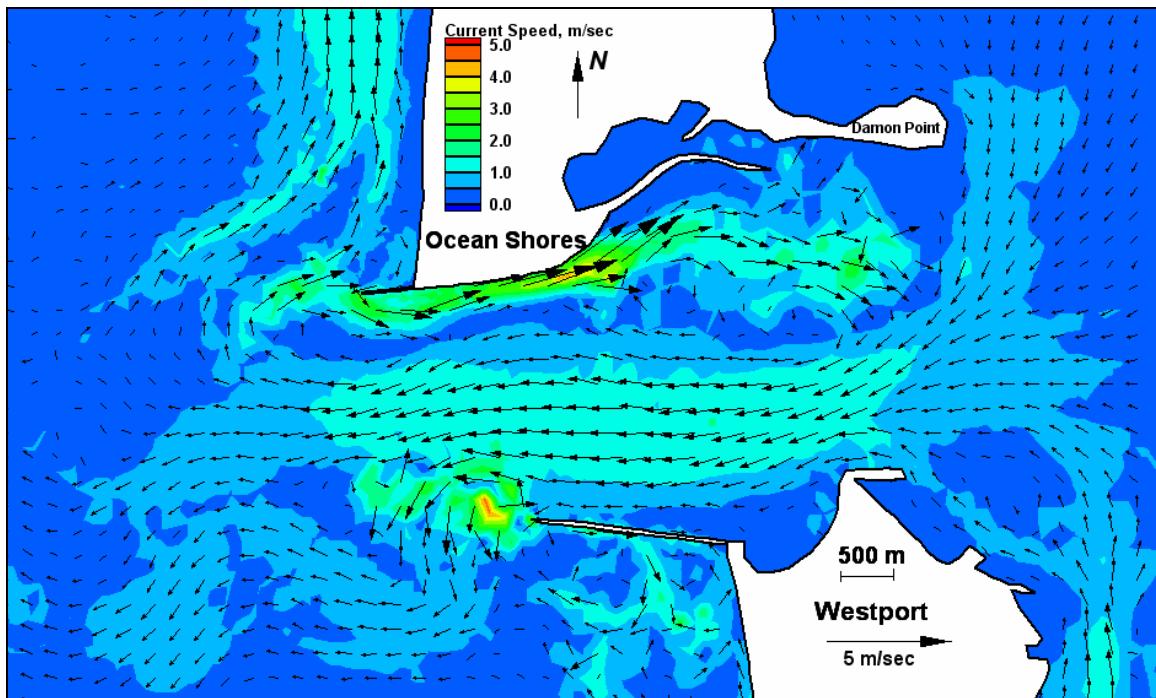 Current Speed, m/sec
5.0
4.0
3.0
2.0
1.0
0.0
N
Damon Point
Ocean Shores
500 m
Westport
5 m/sec